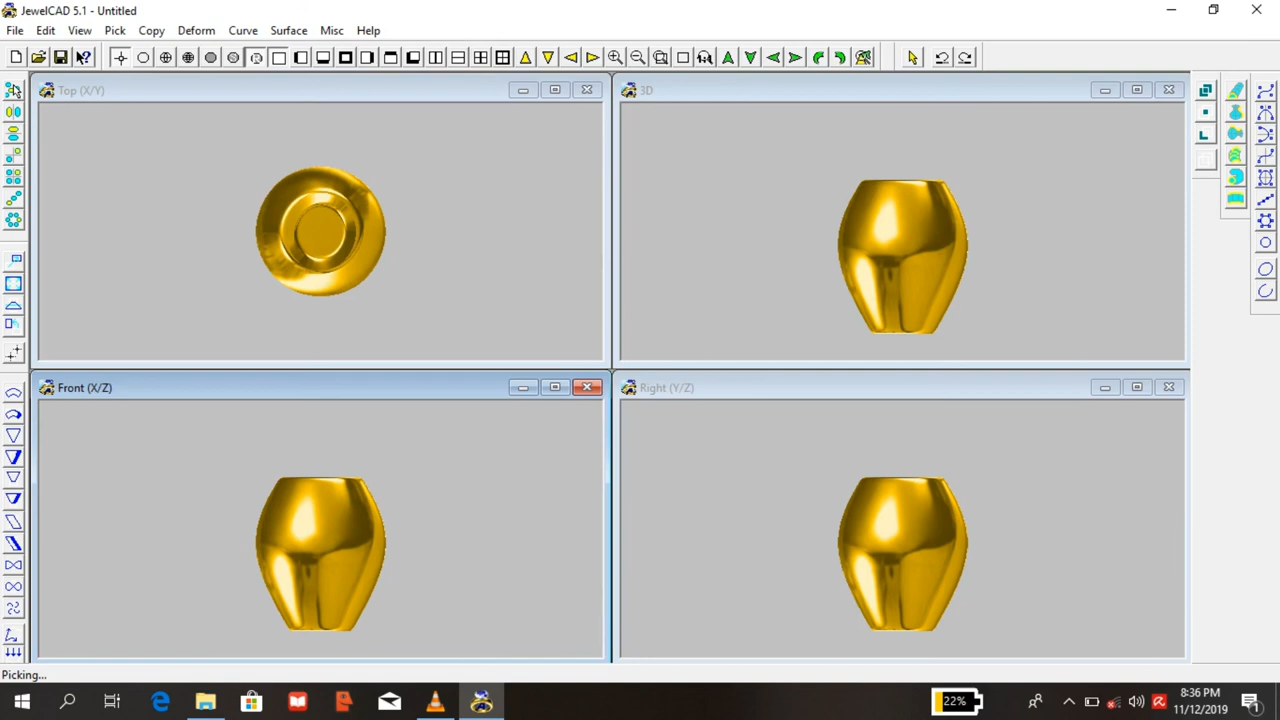 JewelCAD 5.1 - Untitled
File Edit View Pick Copy Deform Curve Surface Misc Help
Top (X/Y)
3D
Front (X/Z)
Right (Y/Z)
Picking...
22%
8:36 PM
11/12/2019
1